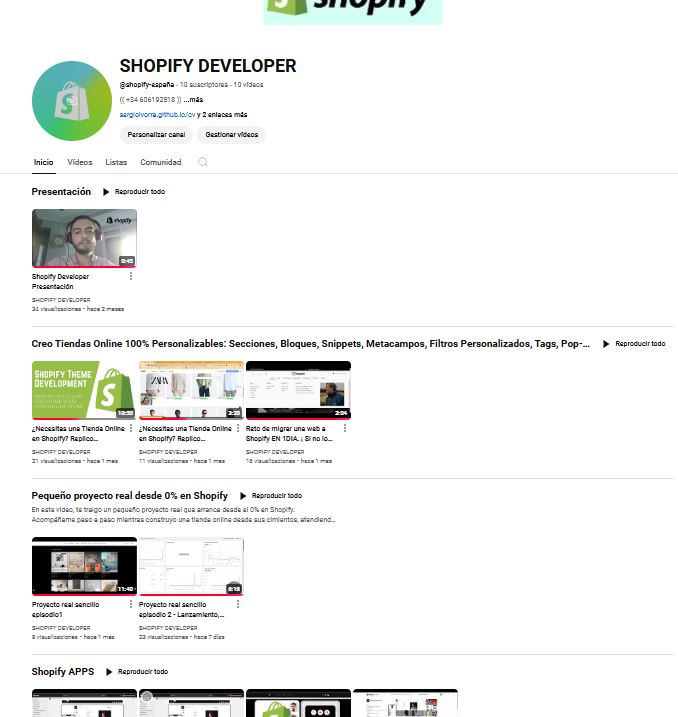 shopify
SHOPIFY DEVELOPER
@shopify-españa · 10 suscriptores · 10 vídeos
(( +34 606192518 )) ...más
sergioivorra.github.io/cv y 2 enlaces más
Personalizar canal
Gestionar vídeos
Inicio
Vídeos
Listas
Comunidad
Presentación
Reproducir todo
shopify
0:45
Shopify Developer
Presentación
SHOPIFY DEVELOPER
34 visualizaciones · hace 2 meses
Creo Tiendas Online 100% Personalizables: Secciones, Bloques, Snippets, Metacampos, Filtros Personalizados, Tags, Pop-...
Reproducir todo
SHOPIFY THEME
DEVELOPMENT
10:59
¿Necesitas una Tienda Online
en Shopify? Replico...
SHOPIFY DEVELOPER
21 visualizaciones · hace 1 mes
ZARA
2:28
¿Necesitas una Tienda Online
en Shopify? Replico...
SHOPIFY DEVELOPER
11 visualizaciones · hace 1 mes
2:04
Reto de migrar una web a
Shopify EN 1DIA. ¡ Si no lo...
SHOPIFY DEVELOPER
16 visualizaciones · hace 1 mes
Pequeño proyecto real desde 0% en Shopify
Reproducir todo
En este vídeo, te traigo un pequeño proyecto real que arranca desde el 0% en Shopify.
Acompáñame paso a paso mientras construyo una tienda online desde sus cimientos, atendiend...
11:40
Proyecto real sencillo
episodio1
SHOPIFY DEVELOPER
8 visualizaciones · hace 1 mes
6:16
Proyecto real sencillo
episodio 2 - Lanzamiento,...
SHOPIFY DEVELOPER
23 visualizaciones · hace 7 días
Shopify APPS
Reproducir todo